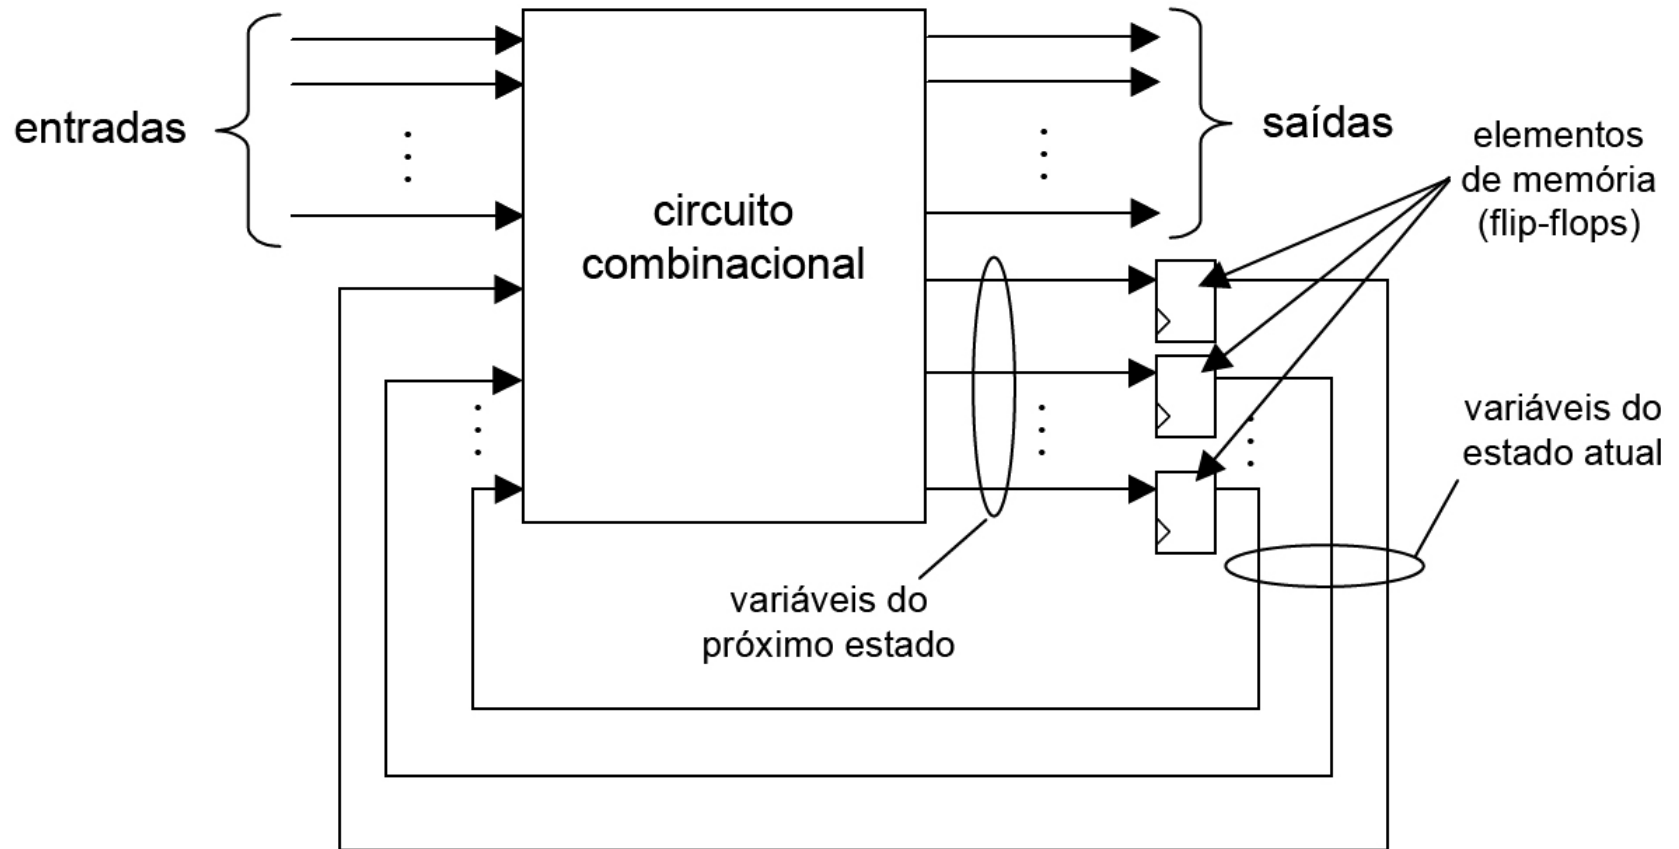 entradas
circuito
combinacional
saídas
elementos
de memória
(flip-flops)
variáveis do
estado atual
variáveis do
próximo estado